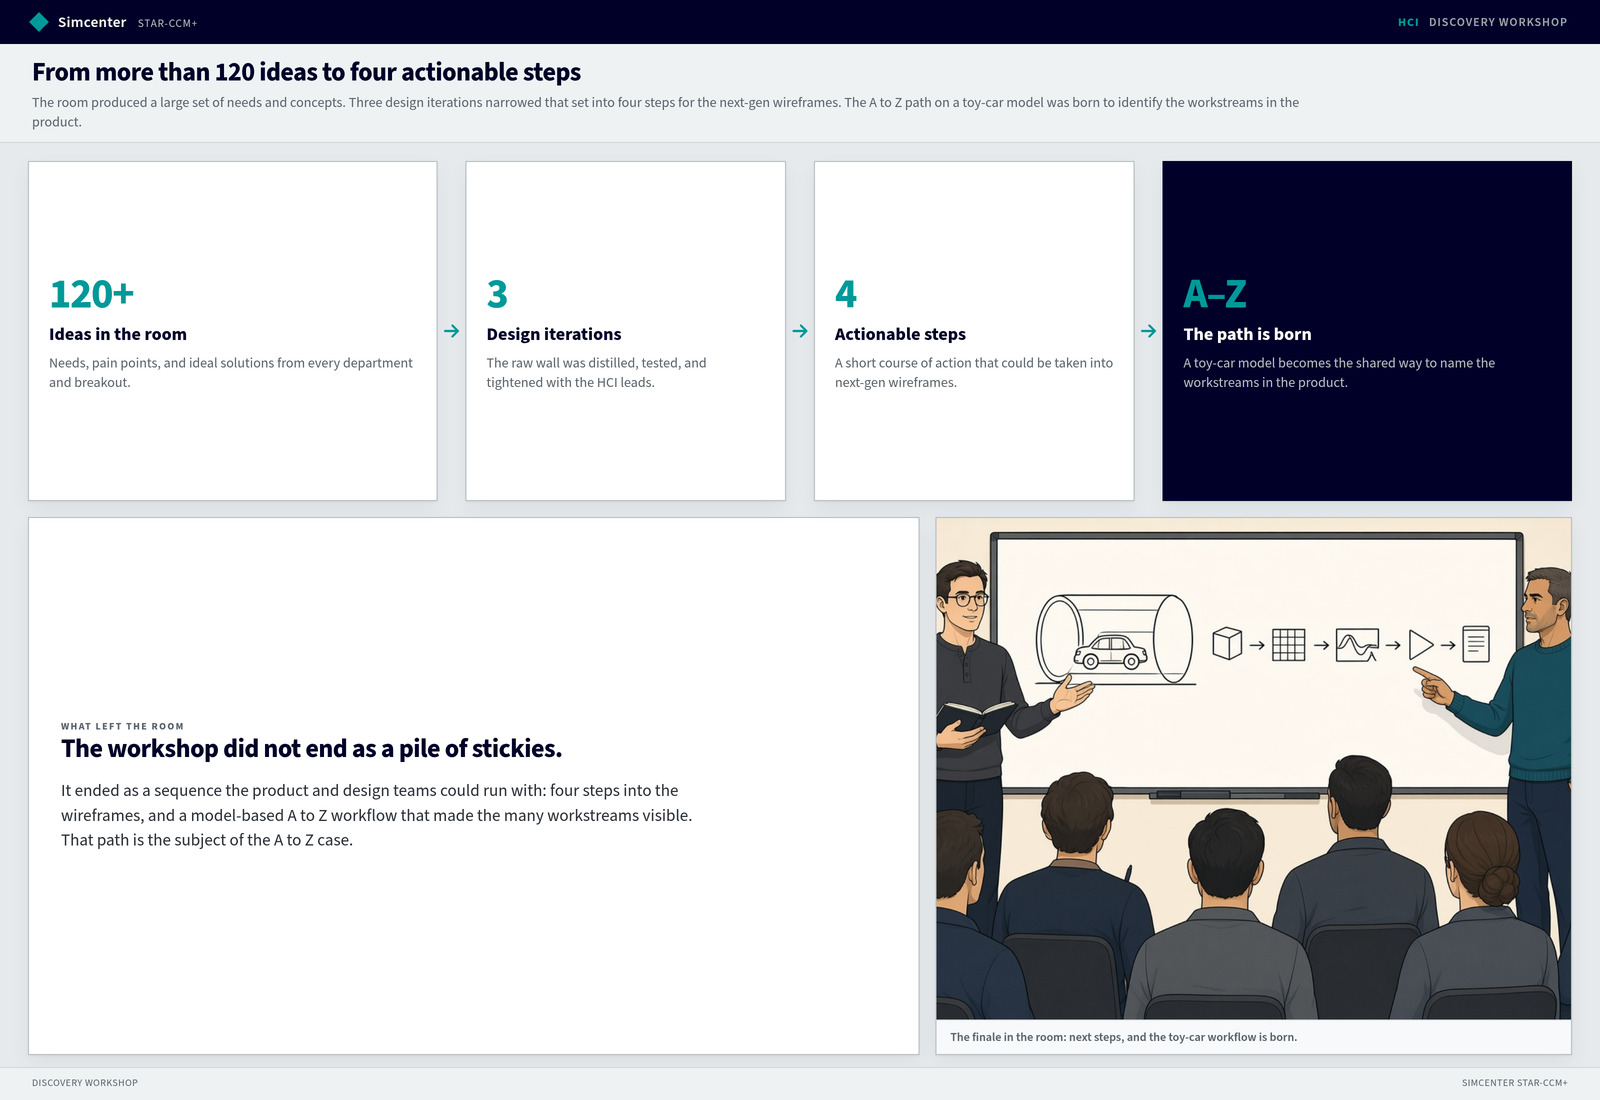 Simcenter STAR-CCM+
HCI DISCOVERY WORKSHOP
From more than 120 ideas to four actionable steps
The room produced a large set of needs and concepts. Three design iterations narrowed that set into four steps for the next-gen wireframes. The A to Z path on a toy-car model was born to identify the workstreams in the
product.
120+
Ideas in the room
Needs, pain points, and ideal solutions from every department
and breakout.
3
Design iterations
The raw wall was distilled, tested, and
tightened with the HCI leads.
4
Actionable steps
A short course of action that could be taken into
next-gen wireframes.
A–Z
The path is born
A toy-car model becomes the shared way to name the
workstreams in the product.
WHAT LEFT THE ROOM
The workshop did not end as a pile of stickies.
It ended as a sequence the product and design teams could run with: four steps into the
wireframes, and a model-based A to Z workflow that made the many workstreams visible.
That path is the subject of the A to Z case.
The finale in the room: next steps, and the toy-car workflow is born.
DISCOVERY WORKSHOP
SIMCENTER STAR-CCM+